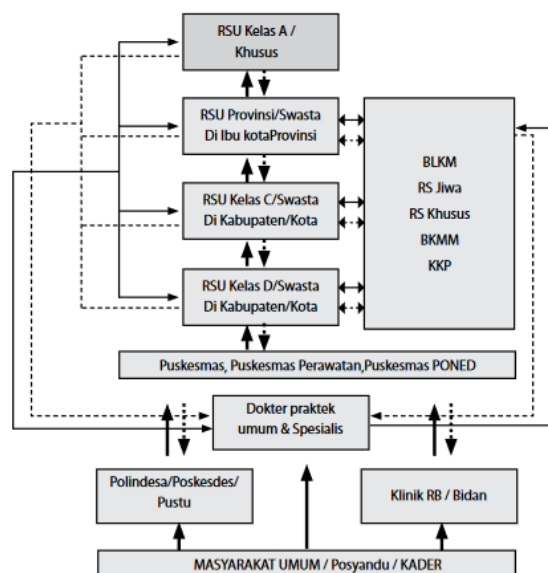 RSU Kelas A /
Khusus
RSU Provinsi/Swasta
Di Ibu kotaProvinsi
RSU Kelas C/Swasta
Di Kabupaten/Kota
RSU Kelas D/Swasta
Di Kabupaten/Kota
BLKM
RS Jiwa
RS Khusus
BKMM
KKP
Puskesmas, Puskesmas Perawatan,Puskesmas PONED
Dokter praktek
umum & Spesialis
Polindesa/Poskesdes/
Pustu
Klinik RB / Bidan
MASYARAKAT UMUM / Posyandu / KADER